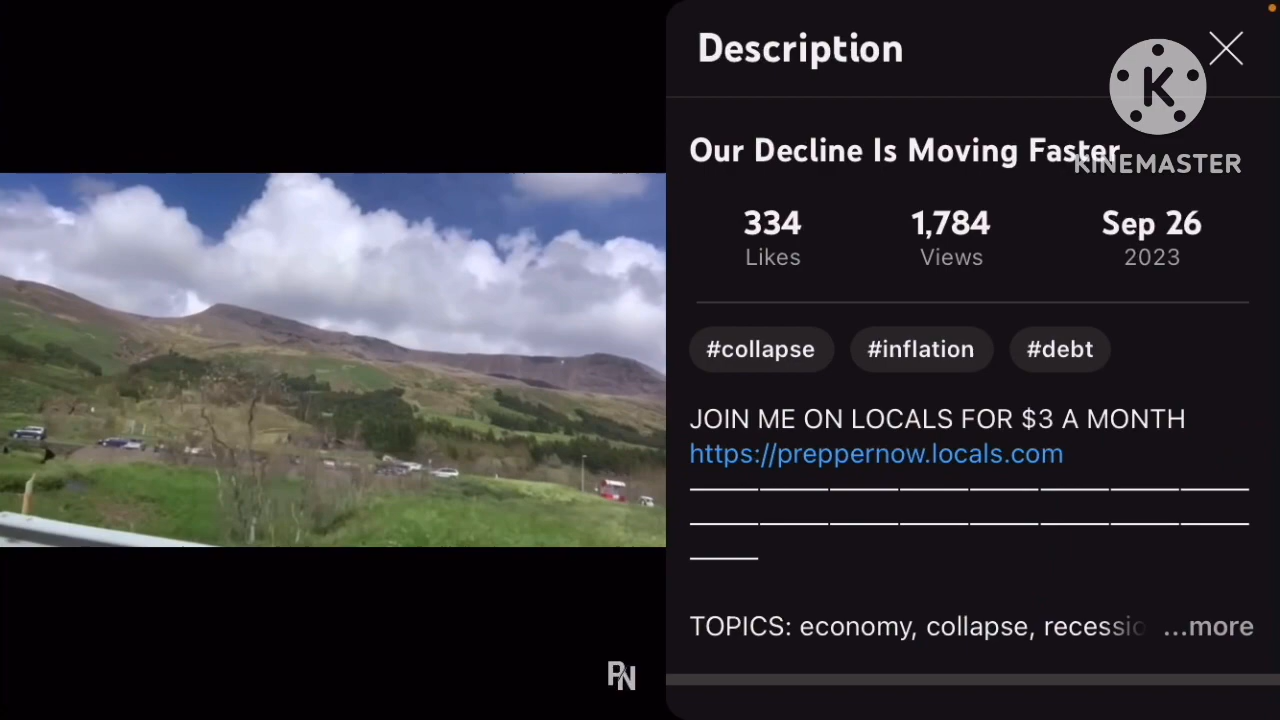 Description
K
KINEMASTER
Our Decline Is Moving Faster
334 1,784 Sep 26
Likes Views 2023
#collapse #inflation #debt
JOIN ME ON LOCALS FOR $3 A MONTH
https://preppernow.locals.com
TOPICS: economy, collapse, recessio ...more
PN